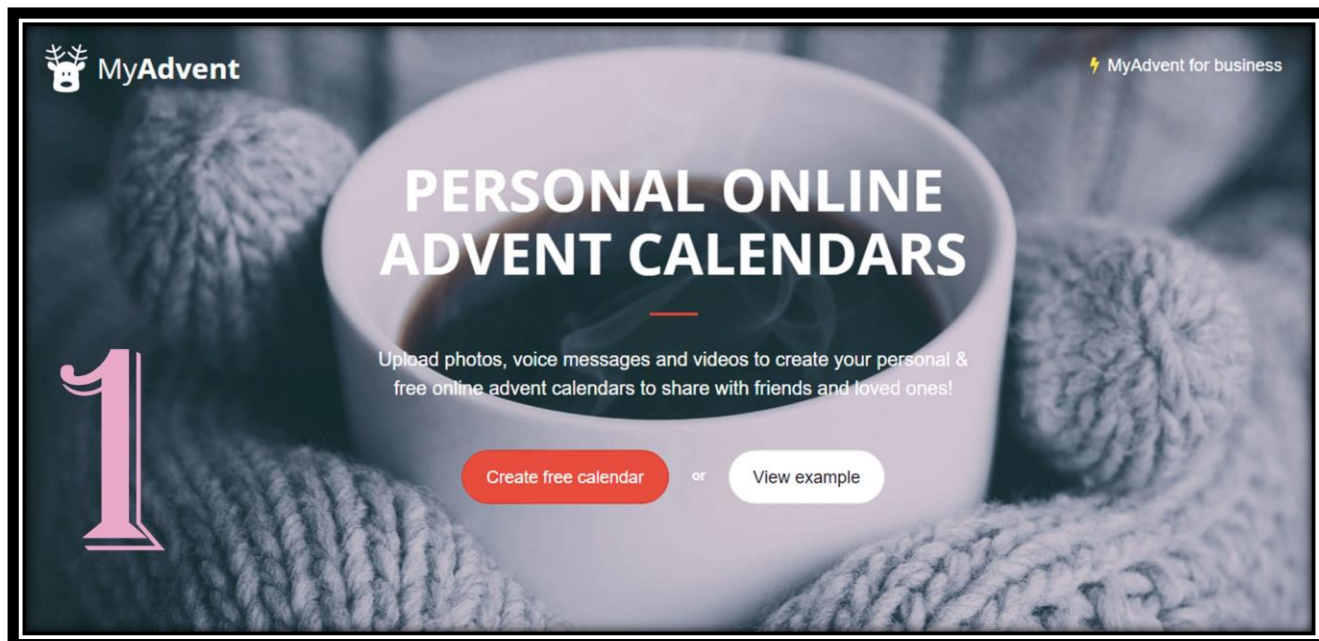 MyAdvent
MyAdvent for business
PERSONAL ONLINE
ADVENT CALENDARS
Upload photos, voice messages and videos to create your personal &
free online advent calendars to share with friends and loved ones!
1
Create free calendar or View example